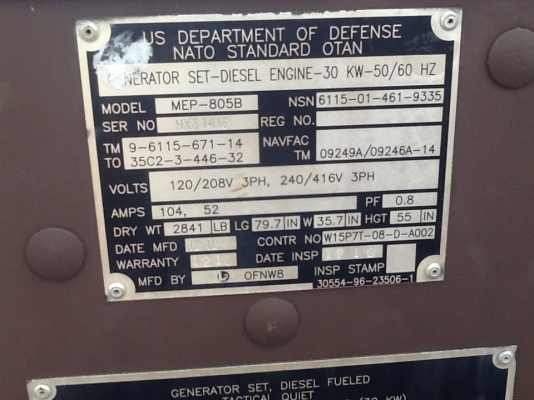 US DEPARTMENT OF DEFENSE
NATO STANDARD OTAN
GENERATOR SET-DIESEL ENGINE-30 KW-50/60 HZ
MODEL MEP-805B NSN 6115-01-461-9335
SER NO REG NO.
TM 9-6115-671-14 NAVFAC
TO 35C2-3-446-32 TM 09249A/09246A-14
VOLTS 120/208V 3PH, 240/416V 3PH
AMPS 104, 52 PF 0.8
DRY WT 2841 LB LG 79.7 IN W 35.7 IN HGT 55 IN
DATE MFD CONTR NO W15P7T-08-D-A002
WARRANTY DATE INSP
MFD BY OFNW8 INSP STAMP
30554-96-23506-1
GENERATOR SET, DIESEL FUELED
TACTICAL QUIET